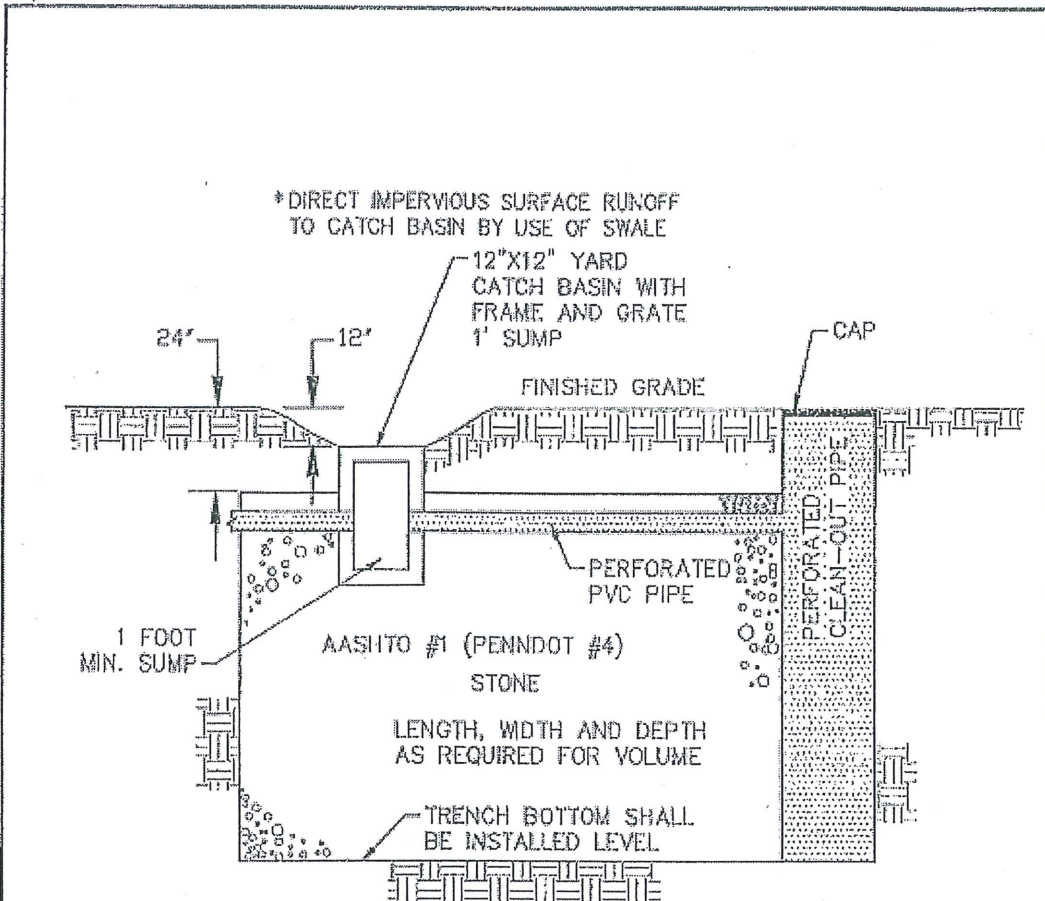 *DIRECT IMPERVIOUS SURFACE RUNOFF
TO CATCH BASIN BY USE OF SWALE
12"X12" YARD
CATCH BASIN WITH
FRAME AND GRATE
1' SUMP
24"
12"
CAP
FINISHED GRADE
PERFORATED
CLEAN-OUT PIPE
PERFORATED
PVC PIPE
1 FOOT
MIN. SUMP
AASHTO #1 (PENNDOT #4)
STONE
LENGTH, WIDTH AND DEPTH
AS REQUIRED FOR VOLUME
TRENCH BOTTOM SHALL
BE INSTALLED LEVEL